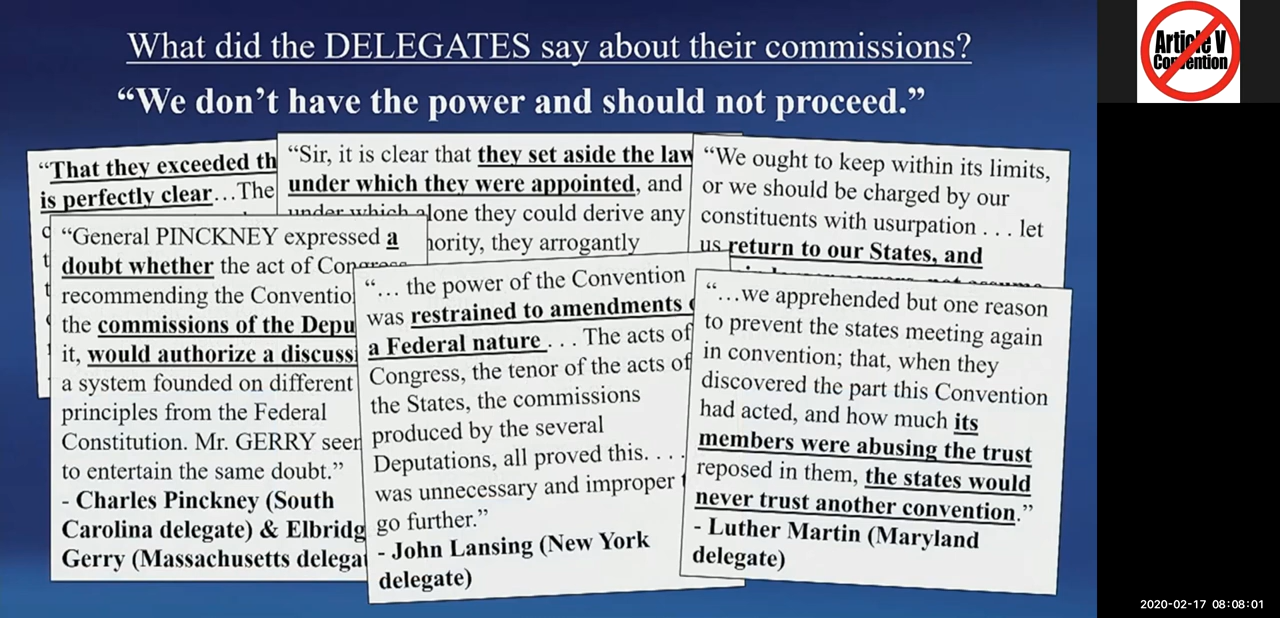 What did the DELEGATES say about their commissions?
“We don’t have the power and should not proceed.”
“That they exceeded
is perfectly clear...The
“Sir, it is clear that they set aside the law
under which they were appointed, and
under which alone they could derive any
they arrogantly
“We ought to keep within its limits,
or we should be charged by our
constituents with usurpation . . . let
us return to our States, and
“General PINCKNEY expressed a
doubt whether the act of Congress
recommending the
the commissions of the
it, would authorize a
a system founded on different
principles from the Federal
Constitution. Mr. GERRY
to entertain the same doubt.”
- Charles Pinckney (South
Carolina delegate) &
Gerry (Massachusetts
“... the power of the Convention
was restrained to amendments
a Federal nature . . . The acts of
Congress, the tenor of the acts of
the States, the commissions
produced by the several
Deputations, all proved this. . . .
was unnecessary and improper
go further.”
- John Lansing (New York
delegate)
“...we apprehended but one reason
to prevent the states meeting again
in convention; that, when they
discovered the part this Convention
had acted, and how much its
members were abusing the trust
reposed in them, the states would
never trust another convention.”
- Luther Martin (Maryland
delegate)
Article V
Convention
2020-02-17 08:08:01